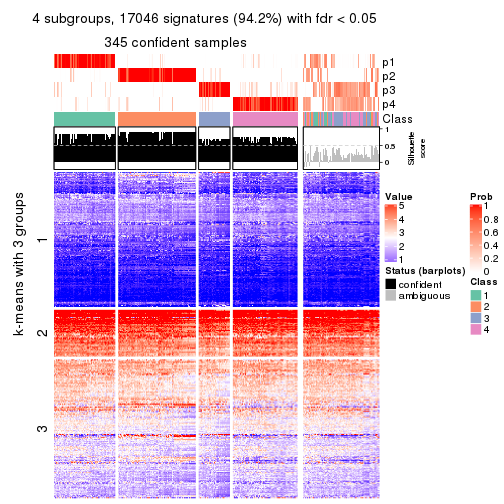 4 subgroups, 17046 signatures (94.2%) with fdr < 0.05
345 confident samples
p1
p2
p3
p4
Class
1
0.5
0
Silhouette
score
k-means with 3 groups
1
2
3
Value
5
4
3
2
1
Status (barplots)
confident
ambiguous
Prob
1
0.8
0.6
0.4
0.2
0
Class
1
2
3
4